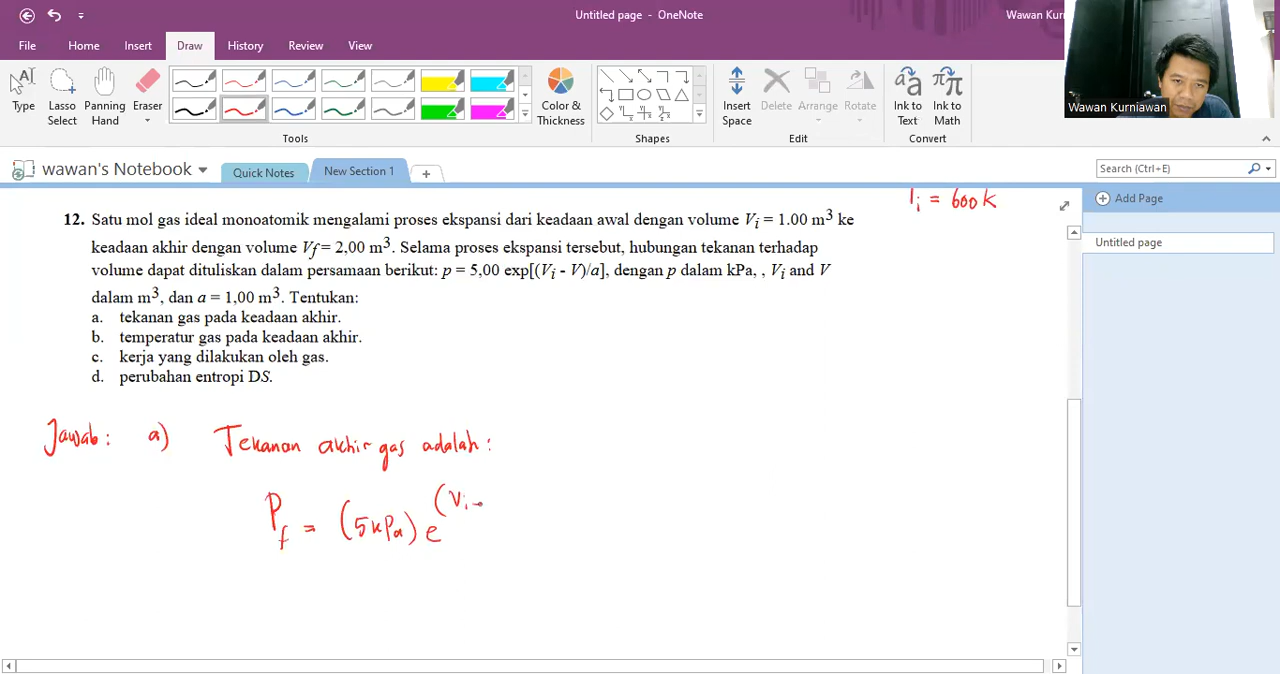 Untitled page - OneNote
Wawan Kur
File Home Insert Draw History Review View
Wawan Kurniawan
Type
Lasso Select
Panning Hand
Eraser
Color & Thickness
Insert Space
Delete
Arrange
Rotate
Ink to Text
Ink to Math
Tools Shapes Edit Convert
wawan's Notebook Quick Notes New Section 1
Search (Ctrl+E)
Add Page
Untitled page
Ti = 600 K
12. Satu mol gas ideal monoatomik mengalami proses ekspansi dari keadaan awal dengan volume Vi = 1.00 m3 ke
keadaan akhir dengan volume Vf = 2,00 m3. Selama proses ekspansi tersebut, hubungan tekanan terhadap
volume dapat dituliskan dalam persamaan berikut: p = 5,00 exp[(Vi - V)/a], dengan p dalam kPa, , Vi and V
dalam m3, dan a = 1,00 m3. Tentukan:
a. tekanan gas pada keadaan akhir.
b. temperatur gas pada keadaan akhir.
c. kerja yang dilakukan oleh gas.
d. perubahan entropi DS.
Jawab: a) Tekanan akhir gas adalah:
Pf = (5 kPa) e(Vi -